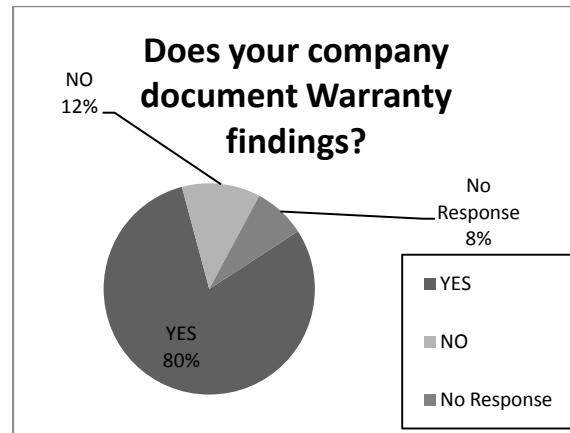 Does your company
document Warranty
findings?
NO
12%
No
Response
8%
YES
80%
YES
NO
No Response